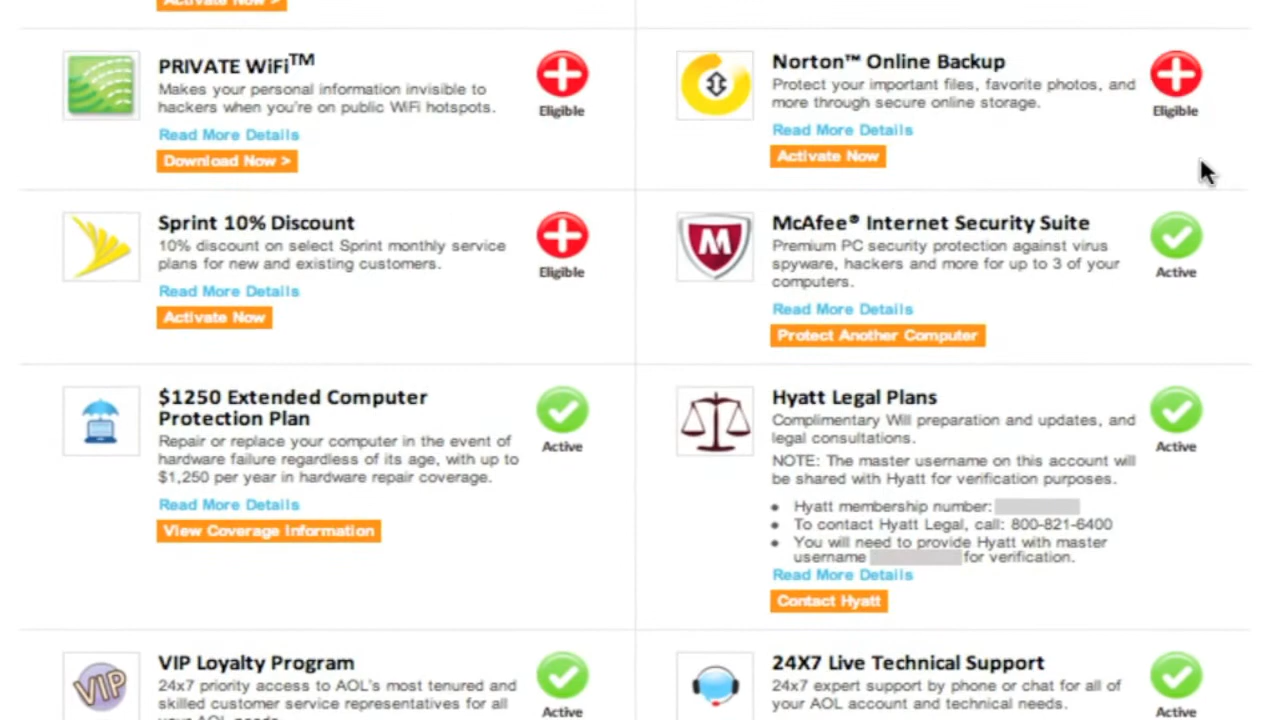 Activate Now >
PRIVATE WiFi™
Makes your personal information invisible to
hackers when you're on public WiFi hotspots.
Read More Details
Download Now >
Eligible
Norton™ Online Backup
Protect your important files, favorite photos, and
more through secure online storage.
Read More Details
Activate Now
Eligible
Sprint 10% Discount
10% discount on select Sprint monthly service
plans for new and existing customers.
Read More Details
Activate Now
Eligible
M
McAfee® Internet Security Suite
Premium PC security protection against virus
spyware, hackers and more for up to 3 of your
computers.
Read More Details
Protect Another Computer
Active
$1250 Extended Computer
Protection Plan
Repair or replace your computer in the event of
hardware failure regardless of its age, with up to
$1,250 per year in hardware repair coverage.
Read More Details
View Coverage Information
Active
Hyatt Legal Plans
Complimentary Will preparation and updates, and
legal consultations.
NOTE: The master username on this account will
be shared with Hyatt for verification purposes.
• Hyatt membership number:
• To contact Hyatt Legal, call: 800-821-6400
• You will need to provide Hyatt with master
username for verification.
Read More Details
Contact Hyatt
Active
VIP
VIP Loyalty Program
24x7 priority access to AOL's most tenured and
skilled customer service representatives for all
your AOL needs.
Active
24X7 Live Technical Support
24x7 expert support by phone or chat for all of
your AOL account and technical needs.
Active